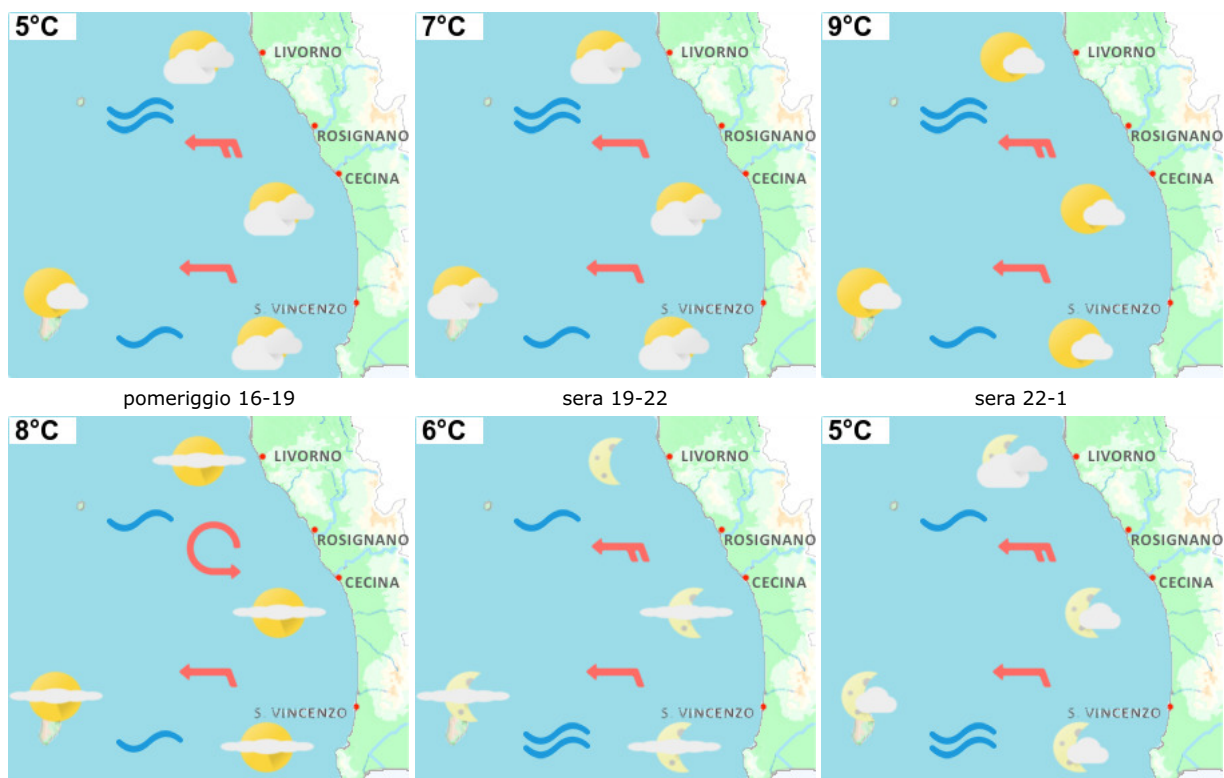 5°C
LIVORNO
ROSIGNANO
CECINA
S. VINCENZO
7°C
LIVORNO
ROSIGNANO
CECINA
S. VINCENZO
9°C
LIVORNO
ROSIGNANO
CECINA
S. VINCENZO
pomeriggio 16-19
sera 19-22
sera 22-1
8°C
LIVORNO
ROSIGNANO
CECINA
S. VINCENZO
6°C
LIVORNO
ROSIGNANO
CECINA
S. VINCENZO
5°C
LIVORNO
ROSIGNANO
CECINA
S. VINCENZO